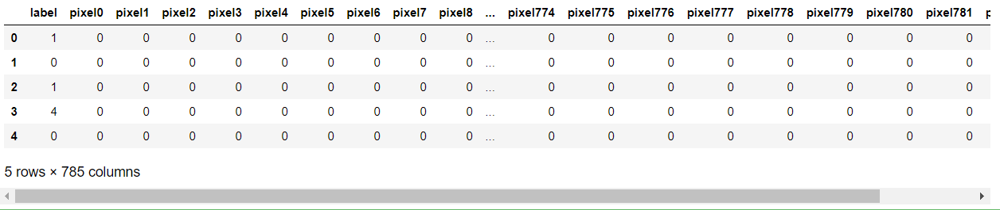 label pixel0 pixel1 pixel2 pixel3 pixel4 pixel5 pixel6 pixel7 pixel8 ... pixel774 pixel775 pixel776 pixel777 pixel778 pixel779 pixel780 pixel781
0 1 0 0 0 0 0 0 0 0 0 ... 0 0 0 0 0 0 0 0
1 0 0 0 0 0 0 0 0 0 0 ... 0 0 0 0 0 0 0 0
2 1 0 0 0 0 0 0 0 0 0 ... 0 0 0 0 0 0 0 0
3 4 0 0 0 0 0 0 0 0 0 ... 0 0 0 0 0 0 0 0
4 0 0 0 0 0 0 0 0 0 0 ... 0 0 0 0 0 0 0 0
5 rows × 785 columns